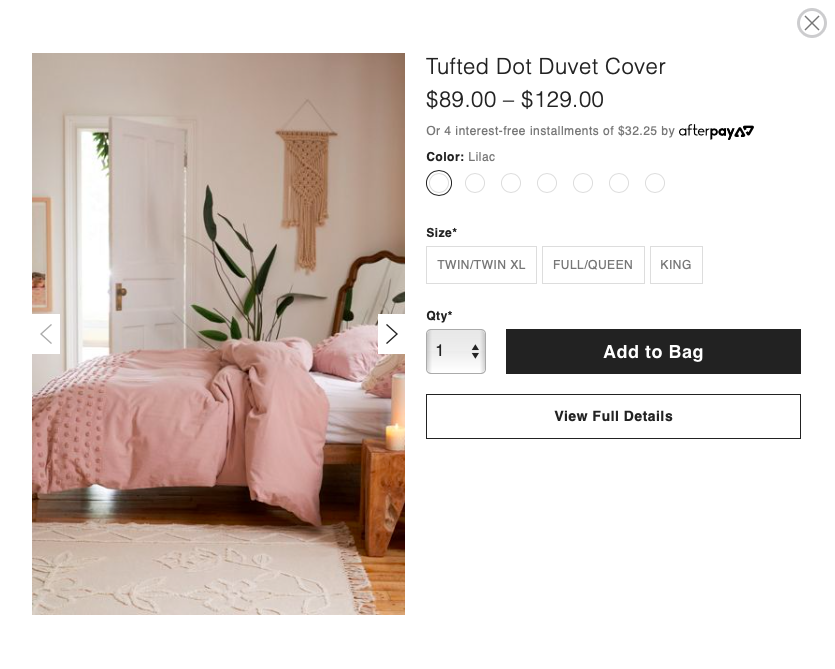 Tufted Dot Duvet Cover
$89.00 – $129.00
Or 4 interest-free installments of $32.25 by afterpay
Color: Lilac
Size*
TWIN/TWIN XL FULL/QUEEN KING
Qty*
1 Add to Bag
View Full Details